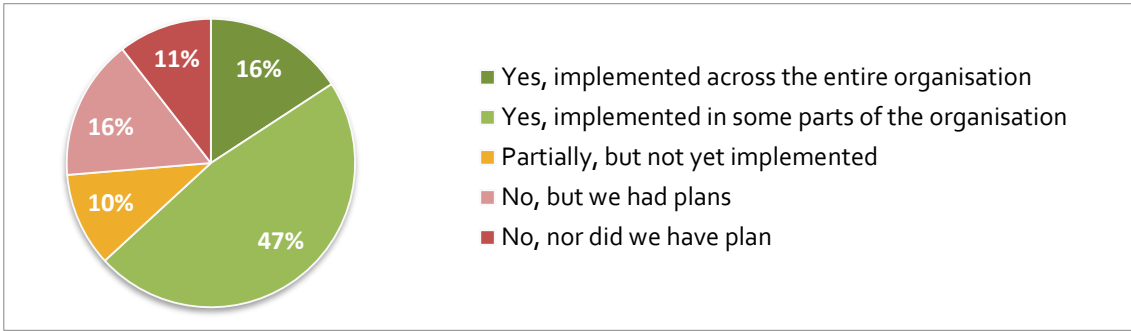 11%
16%
16%
10%
47%
Yes, implemented across the entire organisation
Yes, implemented in some parts of the organisation
Partially, but not yet implemented
No, but we had plans
No, nor did we have plan